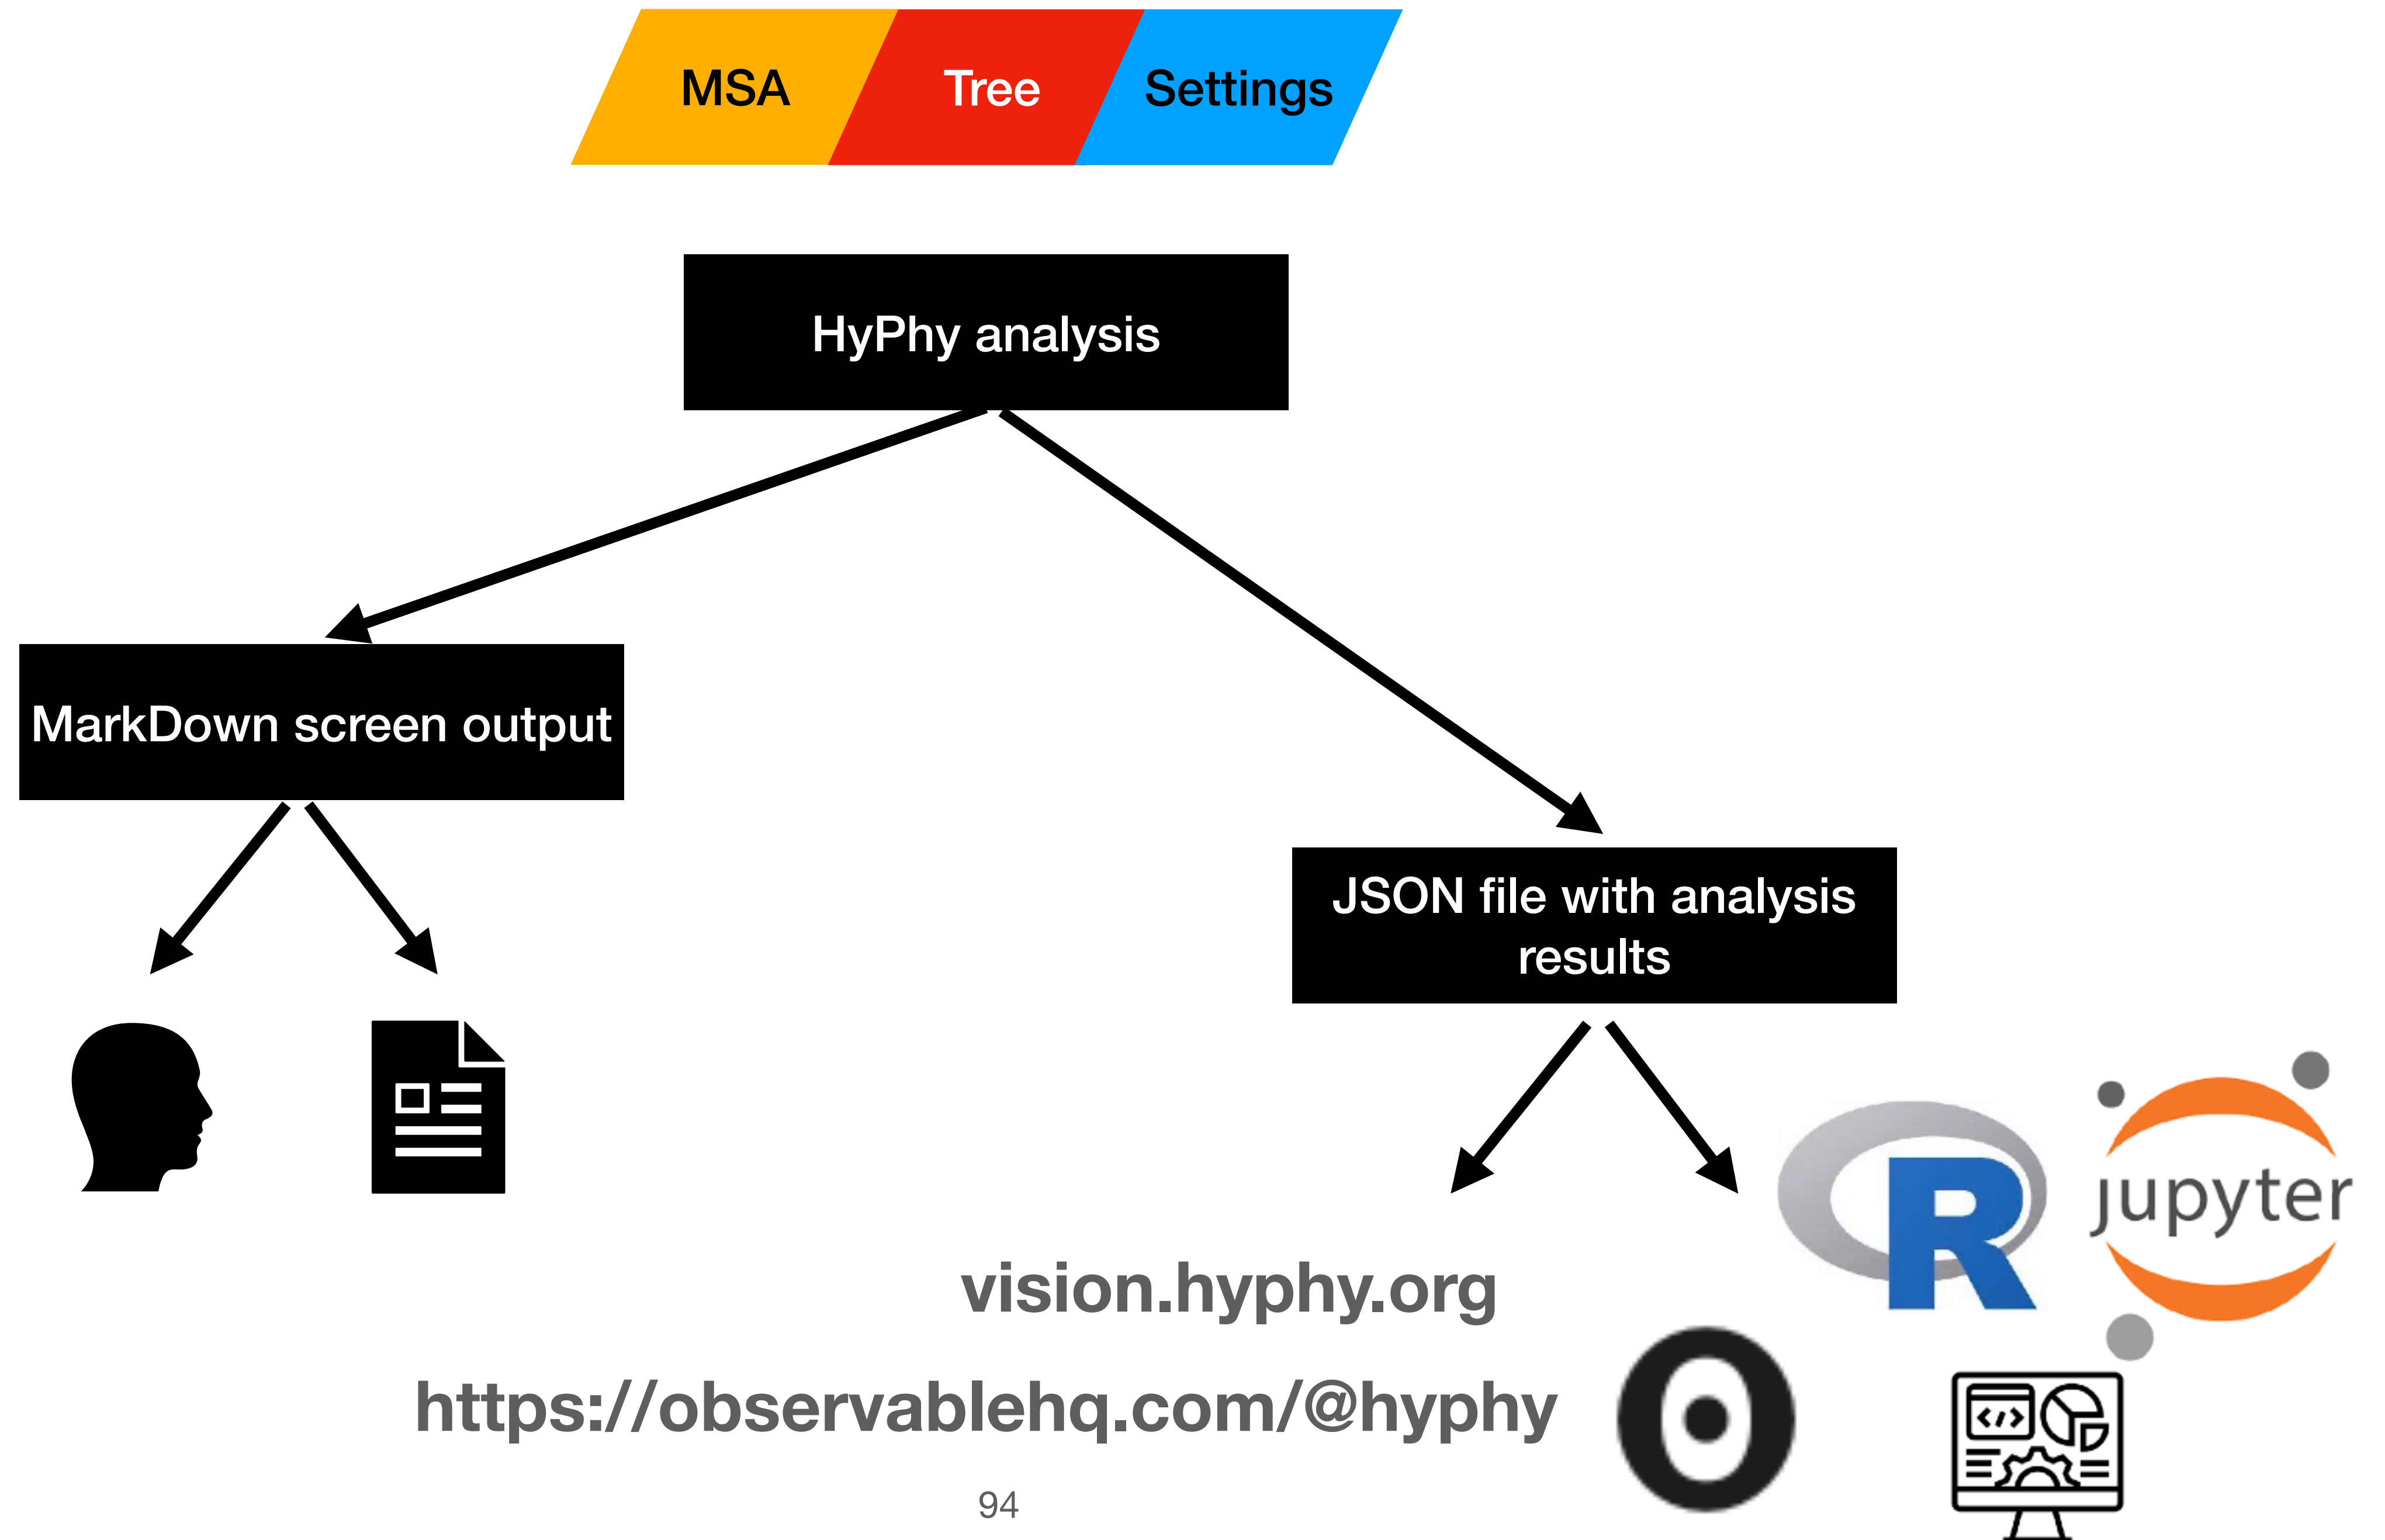 MSA
Tree
Settings
HyPhy analysis
MarkDown screen output
JSON file with analysis
results
R
jupyter
vision.hyphy.org
https://observablehq.com/@hyphy
</>
94